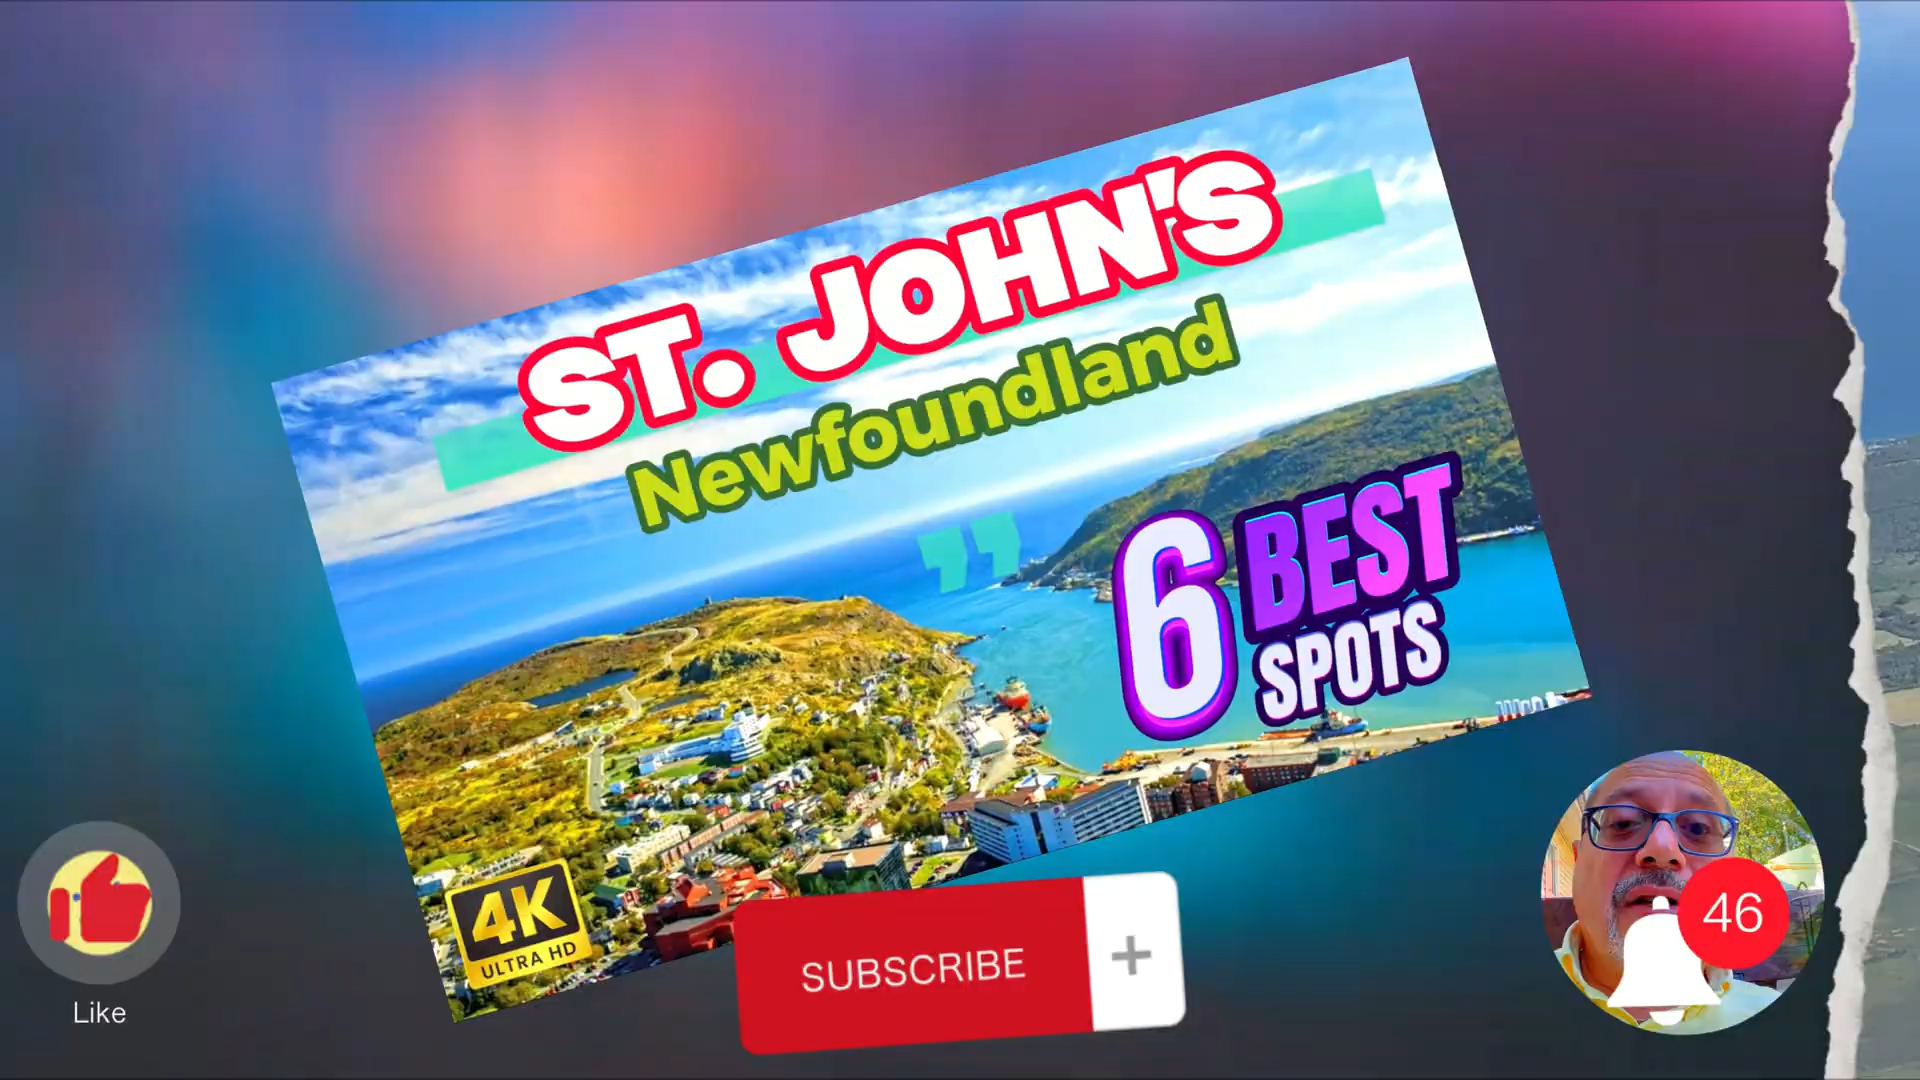 ST. JOHN'S
Newfoundland
”
6 BEST
SPOTS
4K
ULTRA HD
SUBSCRIBE +
46
Like